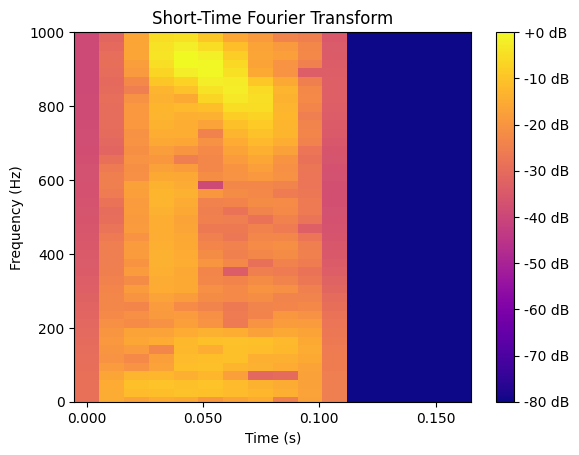 Short-Time Fourier Transform
Frequency (Hz)
1000
800
600
400
200
0
0.000
0.050
0.100
0.150
Time (s)
+0 dB
-10 dB
-20 dB
-30 dB
-40 dB
-50 dB
-60 dB
-70 dB
-80 dB